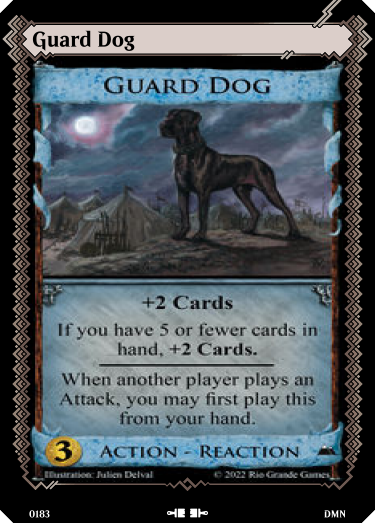 Guard Dog
GUARD DOG
+2 Cards
If you have 5 or fewer cards in
hand, +2 Cards.
When another player plays an
Attack, you may first play this
from your hand.
3 ACTION - REACTION
Illustration: Julien Delval © 2022 Rio Grande Games
0183 DMN